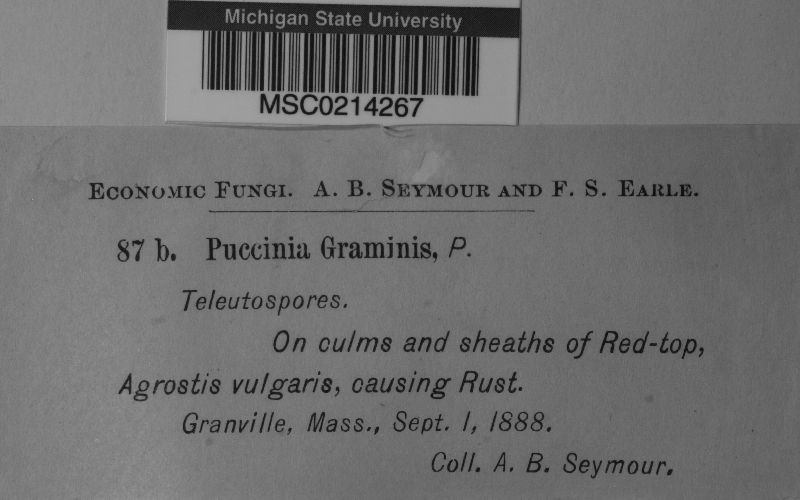 Michigan State University
MSC0214267
Economic Fungi. A. B. Seymour and F. S. Earle.
87 b. Puccinia Graminis, P.
Teleutospores.
On culms and sheaths of Red-top,
Agrostis vulgaris, causing Rust.
Granville, Mass., Sept. 1, 1888.
Coll. A. B. Seymour.